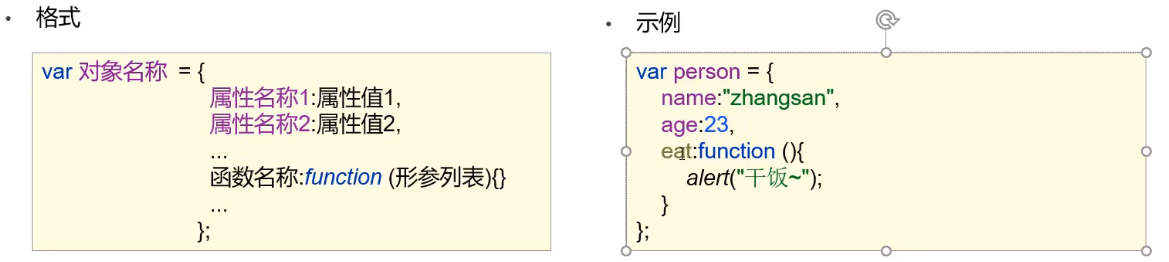 • 格式
var 对象名称 = {
属性名称1:属性值1,
属性名称2:属性值2,
...
函数名称:function (形参列表){}
...
};
• 示例
var person = {
name:"zhangsan",
age:23,
eat:function (){
alert("干饭~");
}
};